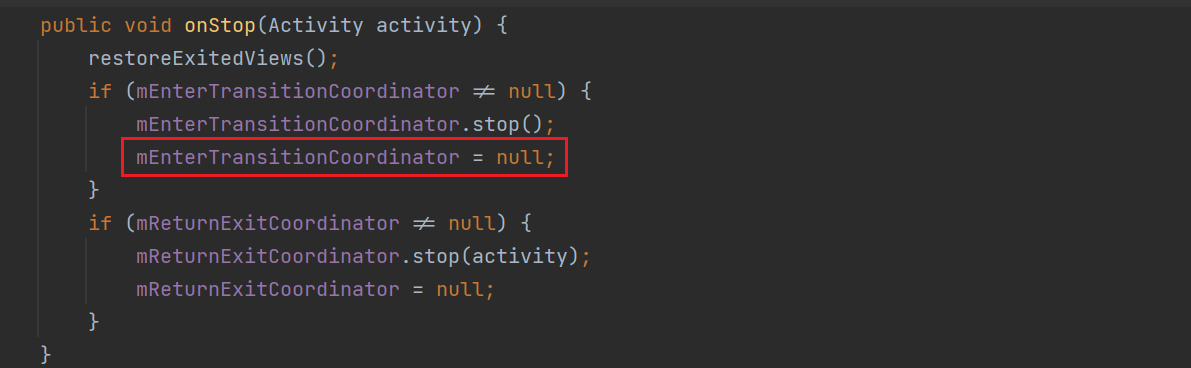 public void onStop(Activity activity) {
restoreExitedViews();
if (mEnterTransitionCoordinator ≠ null) {
mEnterTransitionCoordinator.stop();
mEnterTransitionCoordinator = null;
}
if (mReturnExitCoordinator ≠ null) {
mReturnExitCoordinator.stop(activity);
mReturnExitCoordinator = null;
}
}